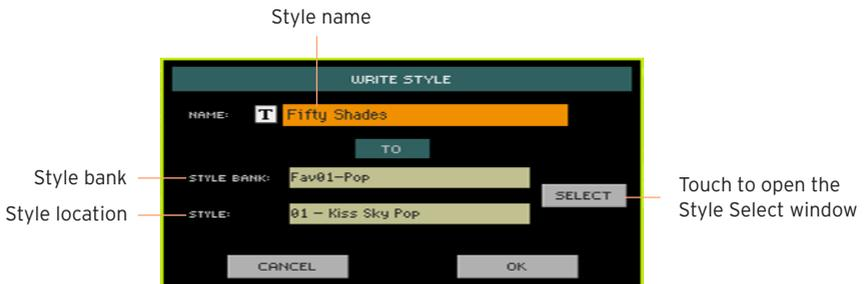 Style name
WRITE STYLE
NAME: T Fifty Shades
TO
Style bank
STYLE BANK: Fav01-Pop
SELECT
Touch to open the
Style Select window
Style location
STYLE: 01 - Kiss Sky Pop
CANCEL OK